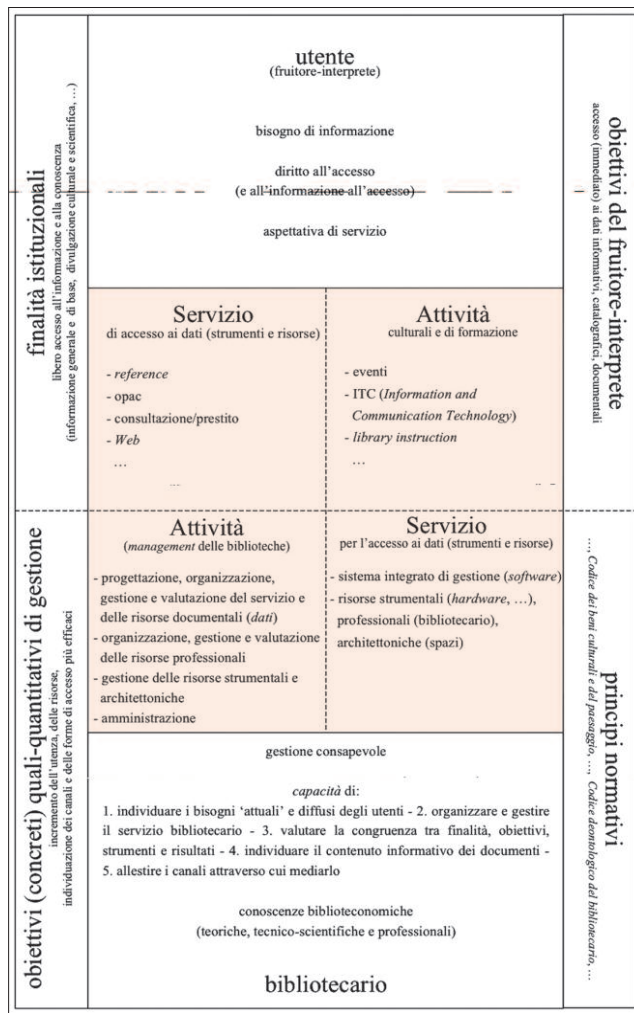 utente
(fruitore-interprete)
bisogno di informazione
diritto all'accesso
(e all'informazione all'accesso)
aspettativa di servizio
finalità istituzionali
libero accesso all'informazione e alla conoscenza
(informazione generale e di base, divulgazione culturale e scientifica, …)
obiettivi del fruitore-interprete
accesso (immediato) ai dati informativi, catalografici, documentali
Servizio
di accesso ai dati (strumenti e risorse)
- reference
- opac
- consultazione/prestito
- Web
…
Attività
culturali e di formazione
- eventi
- ITC (Information and
Communication Technology)
- library instruction
…
obiettivi (concreti) quali-quantitativi di gestione
incremento dell'utenza, delle risorse,
individuazione dei canali e delle forme di accesso più efficaci
Attività
(management delle biblioteche)
- progettazione, organizzazione,
gestione e valutazione del servizio e
delle risorse documentali (dati)
- organizzazione, gestione e valutazione
delle risorse professionali
- gestione delle risorse strumentali e
architettoniche
- amministrazione
Servizio
per l'accesso ai dati (strumenti e risorse)
- sistema integrato di gestione (software)
- risorse strumentali (hardware, …),
professionali (bibliotecario),
architettoniche (spazi)
principi normativi
…, Codice dei beni culturali e del paesaggio, …, Codice deontologico del bibliotecario, …
gestione consapevole
capacità di:
1. individuare i bisogni 'attuali' e diffusi degli utenti - 2. organizzare e gestire
il servizio bibliotecario - 3. valutare la congruenza tra finalità, obiettivi,
strumenti e risultati - 4. individuare il contenuto informativo dei documenti -
5. allestire i canali attraverso cui mediarlo
conoscenze biblioteconomiche
(teoriche, tecnico-scientifiche e professionali)
bibliotecario